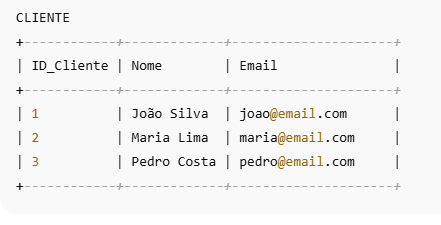 CLIENTE
+------------+-------------+---------------------+
| ID_Cliente | Nome        | Email               |
+------------+-------------+---------------------+
| 1          | João Silva  | joao@email.com      |
| 2          | Maria Lima  | maria@email.com     |
| 3          | Pedro Costa | pedro@email.com     |
+------------+-------------+---------------------+